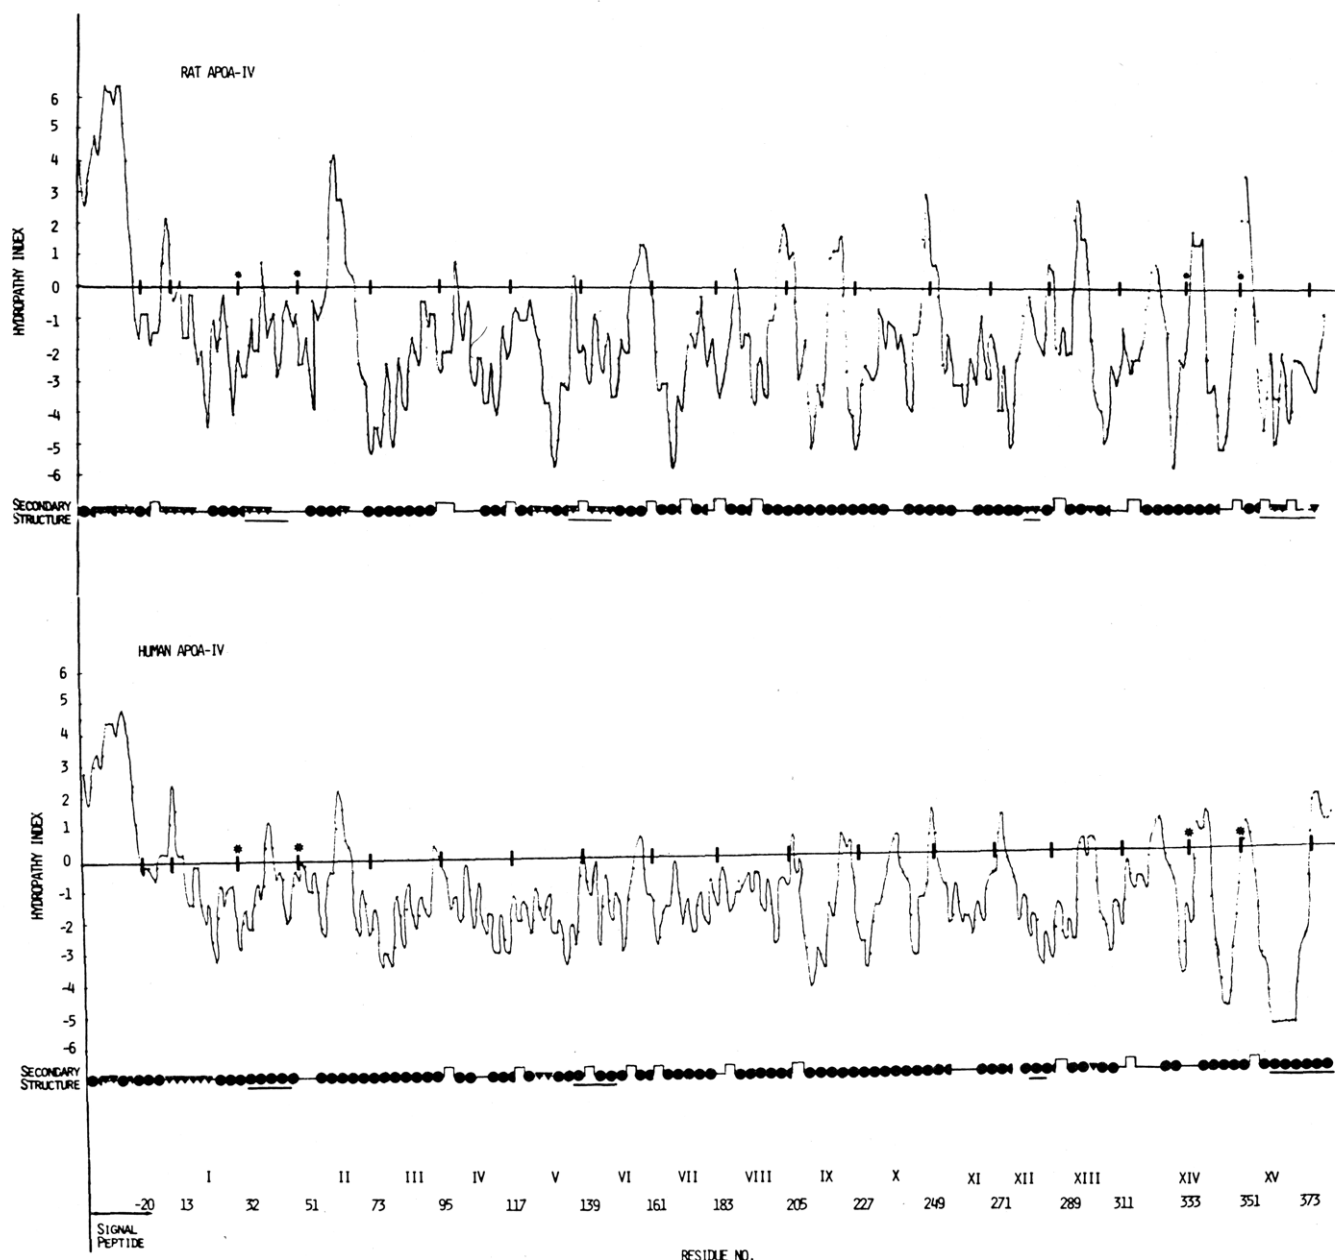 RAT APOA-IV
6
5
4
3
2
1
0
-1
-2
-3
-4
-5
-6
HYDROPATHY INDEX
SECONDARY
STRUCTURE
HUMAN APOA-IV
6
5
4
3
2
1
0
-1
-2
-3
-4
-5
-6
HYDROPATHY INDEX
SECONDARY
STRUCTURE
I II III IV V VI VII VIII IX X XI XII XIII XIV XV
-20 13 32 51 73 95 117 139 161 183 205 227 249 271 289 311 333 351 373
SIGNAL
PEPTIDE
RESIDUE NO.